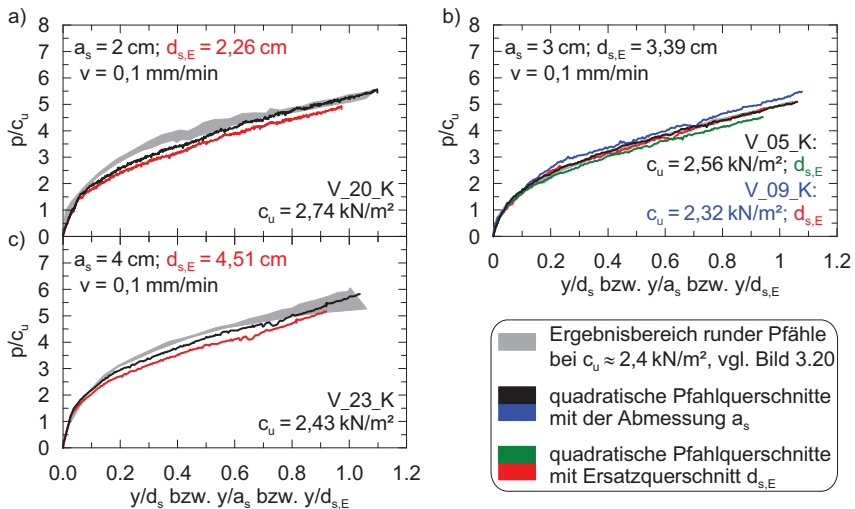 a)
a_s = 2 cm; d_s,E = 2,26 cm
v = 0,1 mm/min
p/c_u
8
7
6
5
4
3
2
1
0
V_20_K
c_u = 2,74 kN/m²
b)
a_s = 3 cm; d_s,E = 3,39 cm
v = 0,1 mm/min
p/c_u
8
7
6
5
4
3
2
1
0
V_05_K:
c_u = 2,56 kN/m²; d_s,E
V_09_K:
c_u = 2,32 kN/m²; d_s,E
0 0.2 0.4 0.6 0.8 1.0 1.2
y/d_s bzw. y/a_s bzw. y/d_s,E
c)
a_s = 4 cm; d_s,E = 4,51 cm
v = 0,1 mm/min
p/c_u
8
7
6
5
4
3
2
1
0
V_23_K
c_u = 2,43 kN/m²
0.0 0.2 0.4 0.6 0.8 1.0 1.2
y/d_s bzw. y/a_s bzw. y/d_s,E
Ergebnisbereich runder Pfähle
bei c_u ≈ 2,4 kN/m², vgl. Bild 3.20
quadratische Pfahlquerschnitte
mit der Abmessung a_s
quadratische Pfahlquerschnitte
mit Ersatzquerschnitt d_s,E